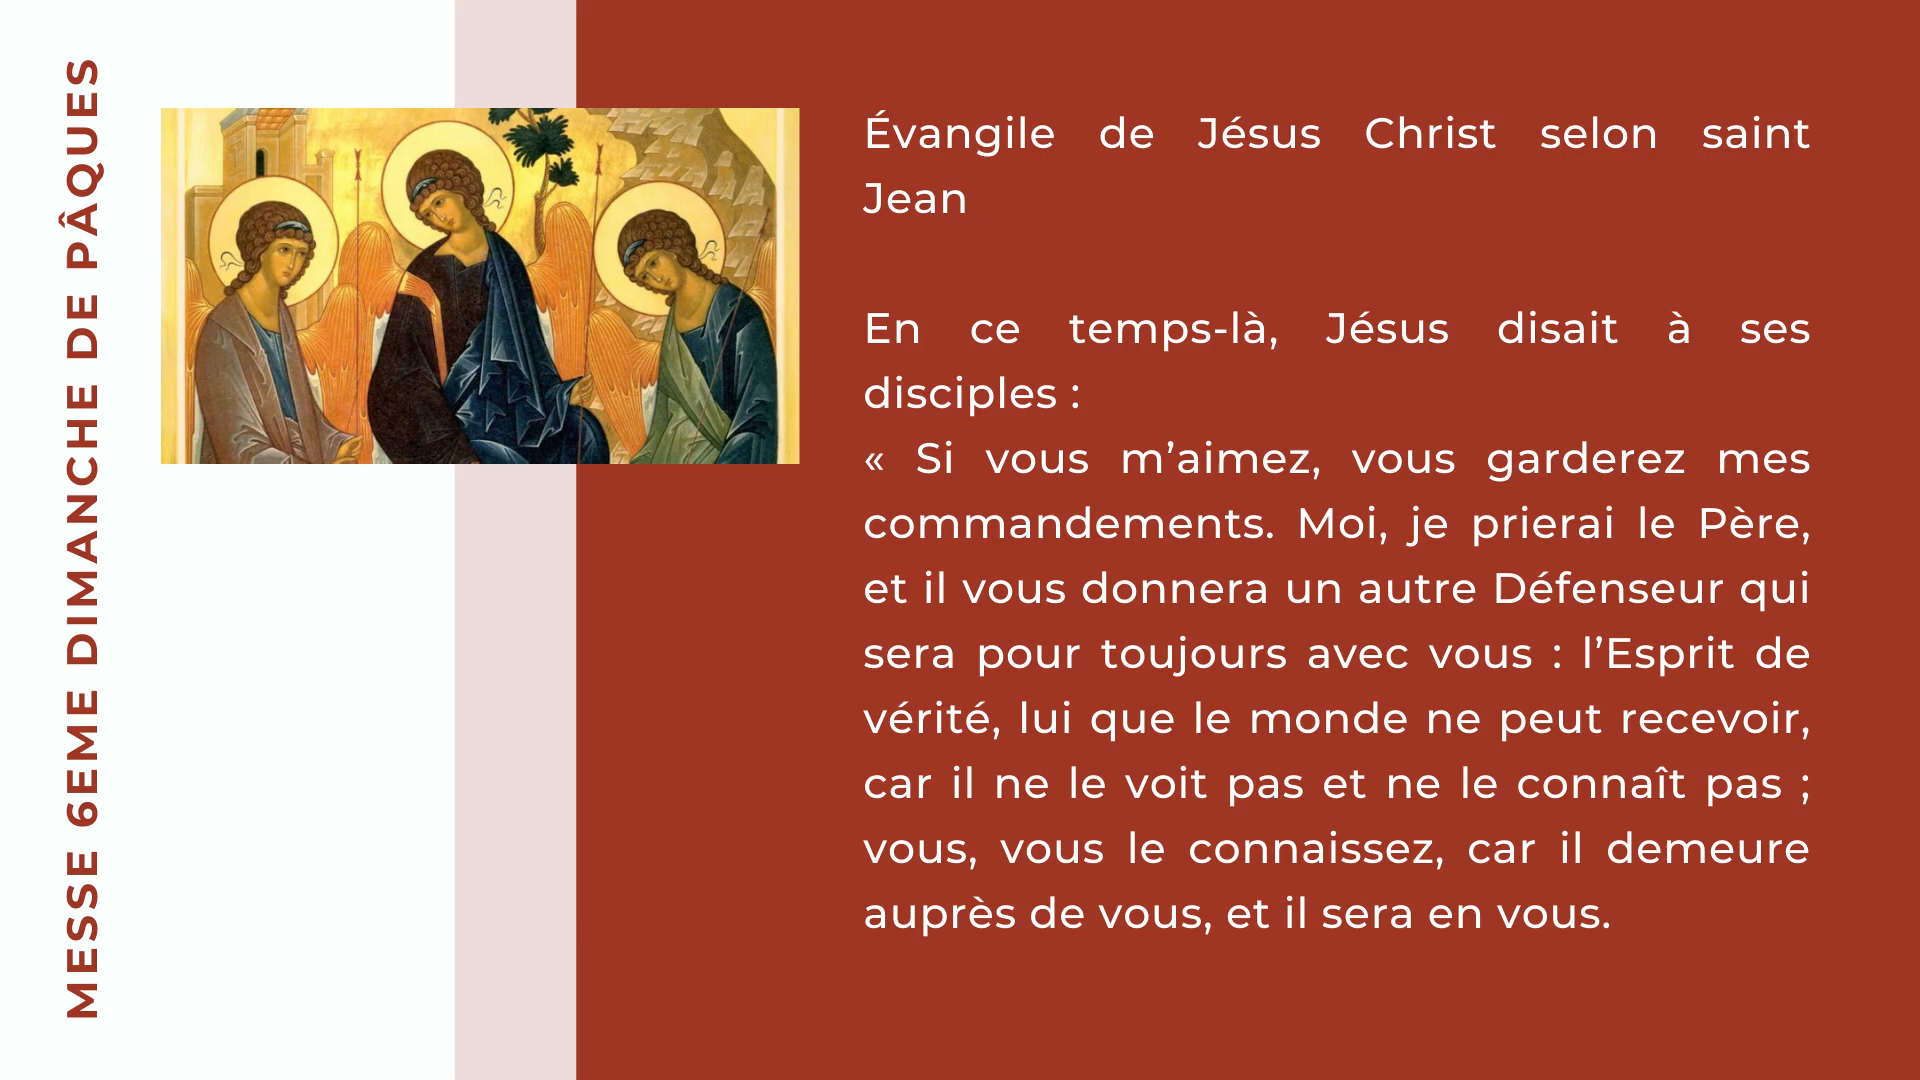 MESSE 6EME DIMANCHE DE PÂQUES
Évangile de Jésus Christ selon saint
Jean
En ce temps-là, Jésus disait à ses
disciples :
« Si vous m’aimez, vous garderez mes
commandements. Moi, je prierai le Père,
et il vous donnera un autre Défenseur qui
sera pour toujours avec vous : l’Esprit de
vérité, lui que le monde ne peut recevoir,
car il ne le voit pas et ne le connaît pas ;
vous, vous le connaissez, car il demeure
auprès de vous, et il sera en vous.